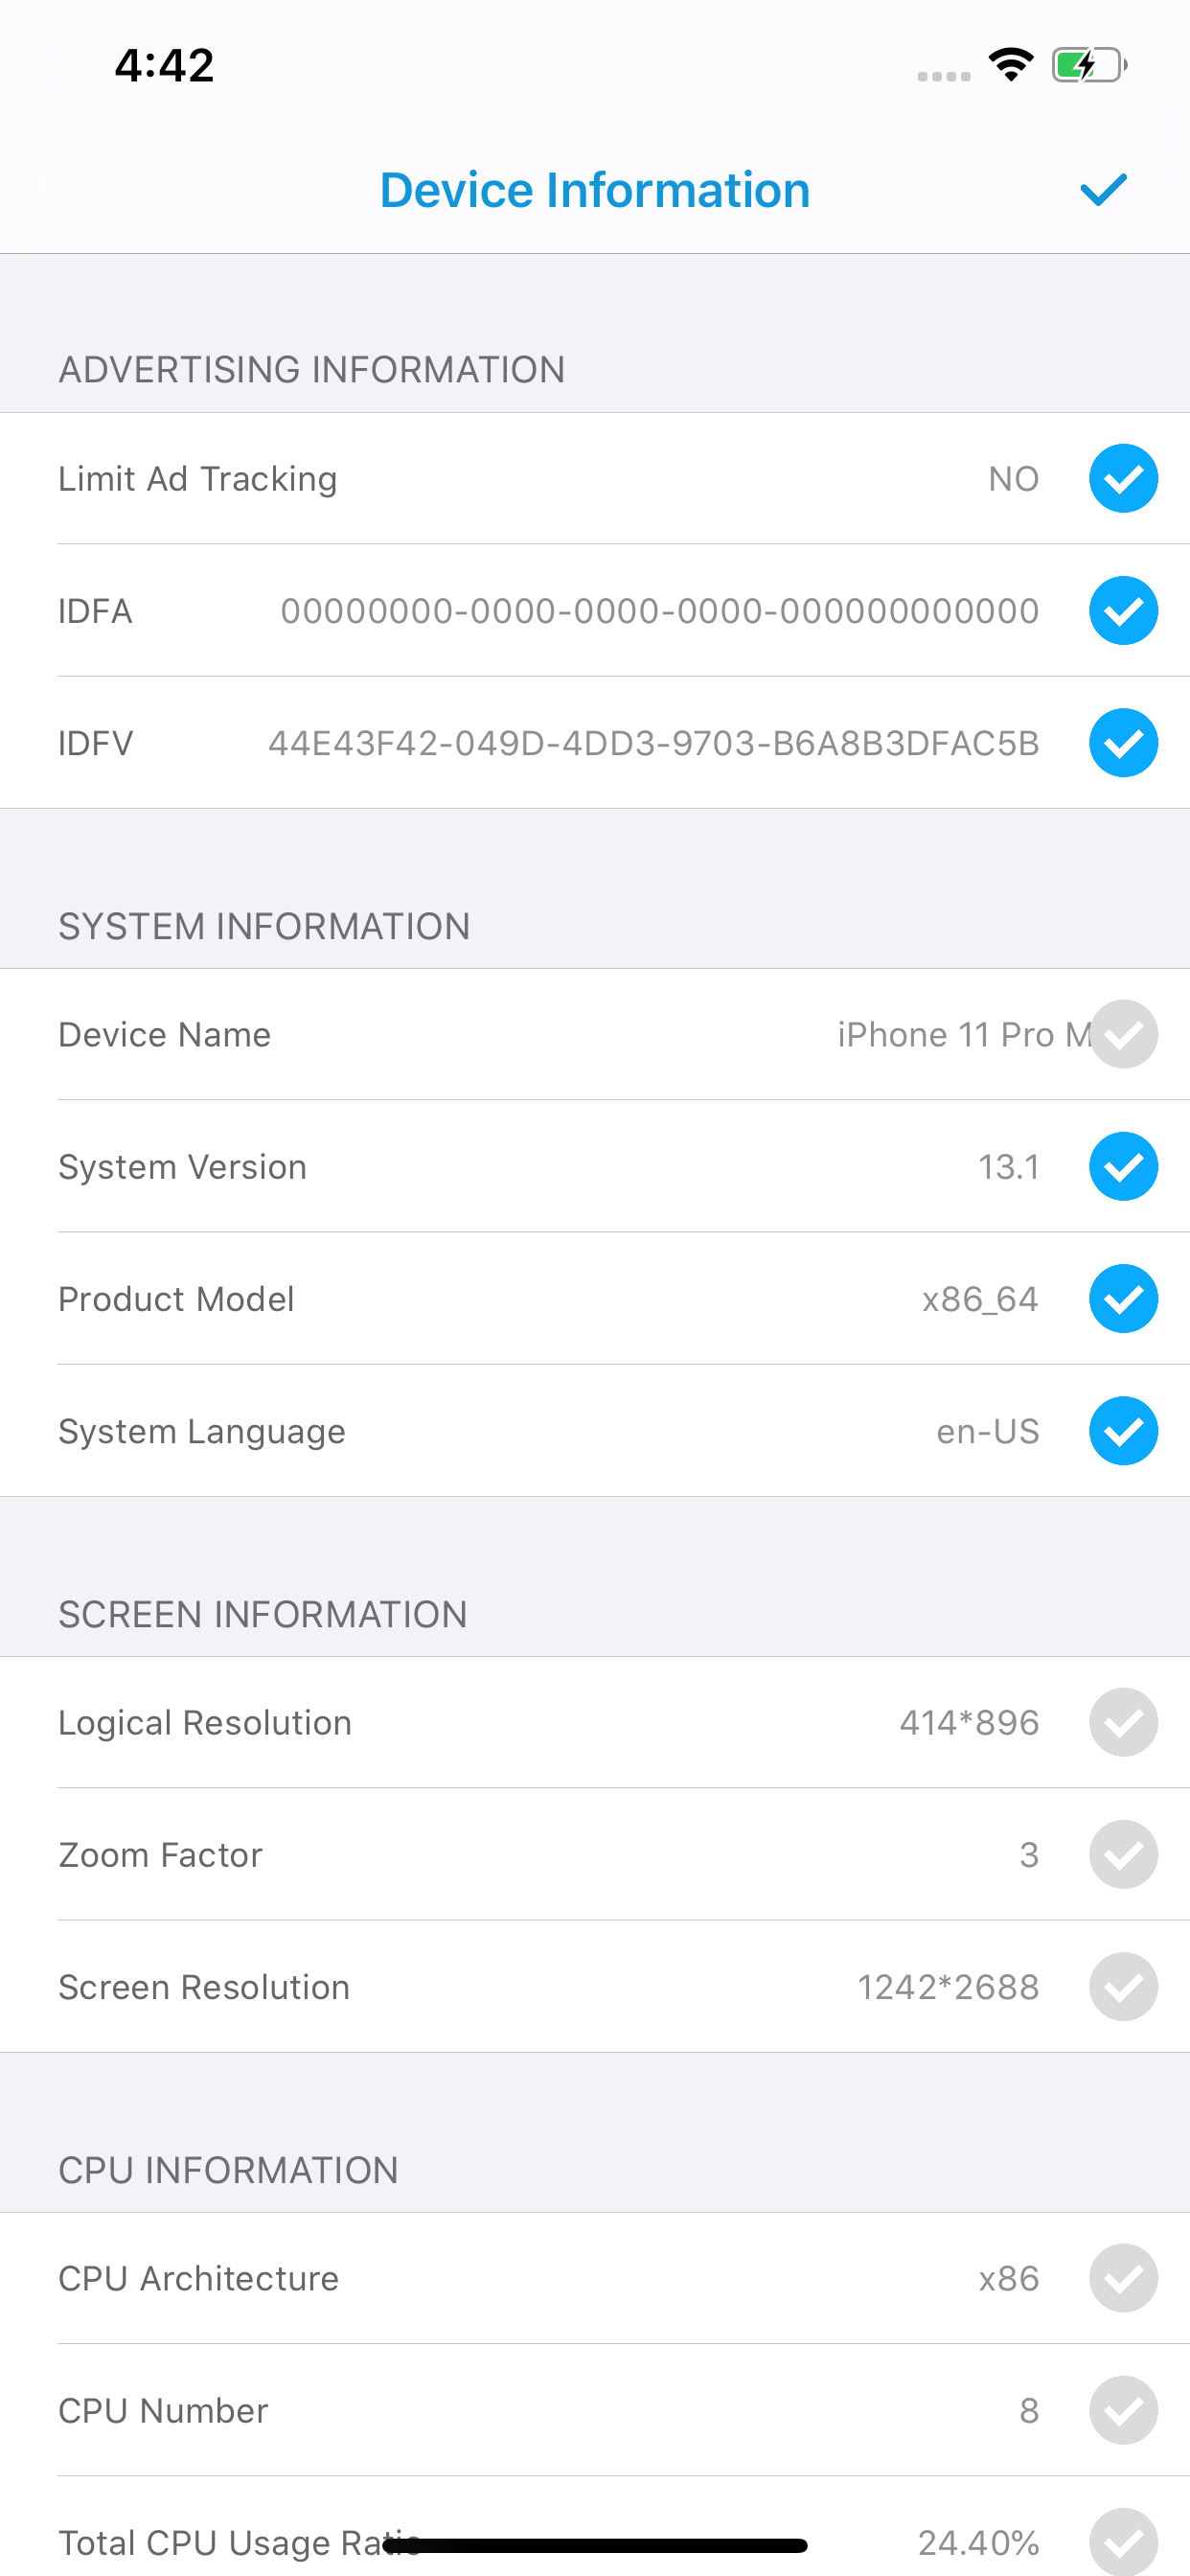 4:42
Device Information
ADVERTISING INFORMATION
Limit Ad Tracking NO
IDFA 00000000-0000-0000-0000-000000000000
IDFV 44E43F42-049D-4DD3-9703-B6A8B3DFAC5B
SYSTEM INFORMATION
Device Name iPhone 11 Pro M
System Version 13.1
Product Model x86_64
System Language en-US
SCREEN INFORMATION
Logical Resolution 414*896
Zoom Factor 3
Screen Resolution 1242*2688
CPU INFORMATION
CPU Architecture x86
CPU Number 8
Total CPU Usage Ratio 24.40%